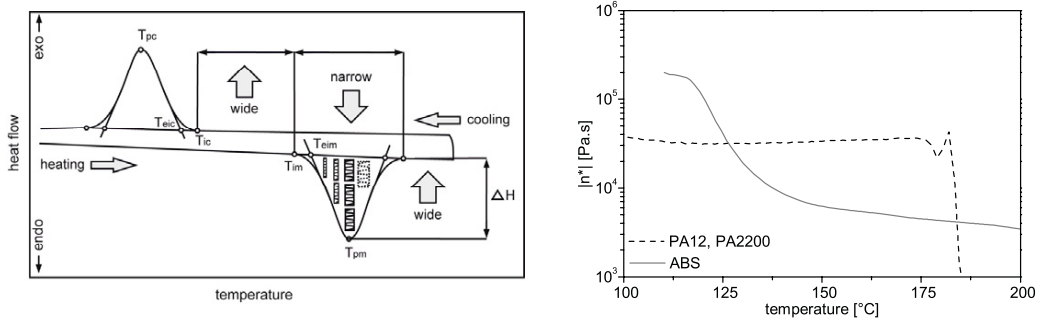 exo
heat flow
endo
T_pc
T_eic
T_ic
wide
narrow
cooling
heating
T_im
T_eim
wide
ΔH
T_pm
temperature
10^6
10^5
10^4
10^3
|n*| [Pa.s]
PA12, PA2200
ABS
100 125 150 175 200
temperature [°C]